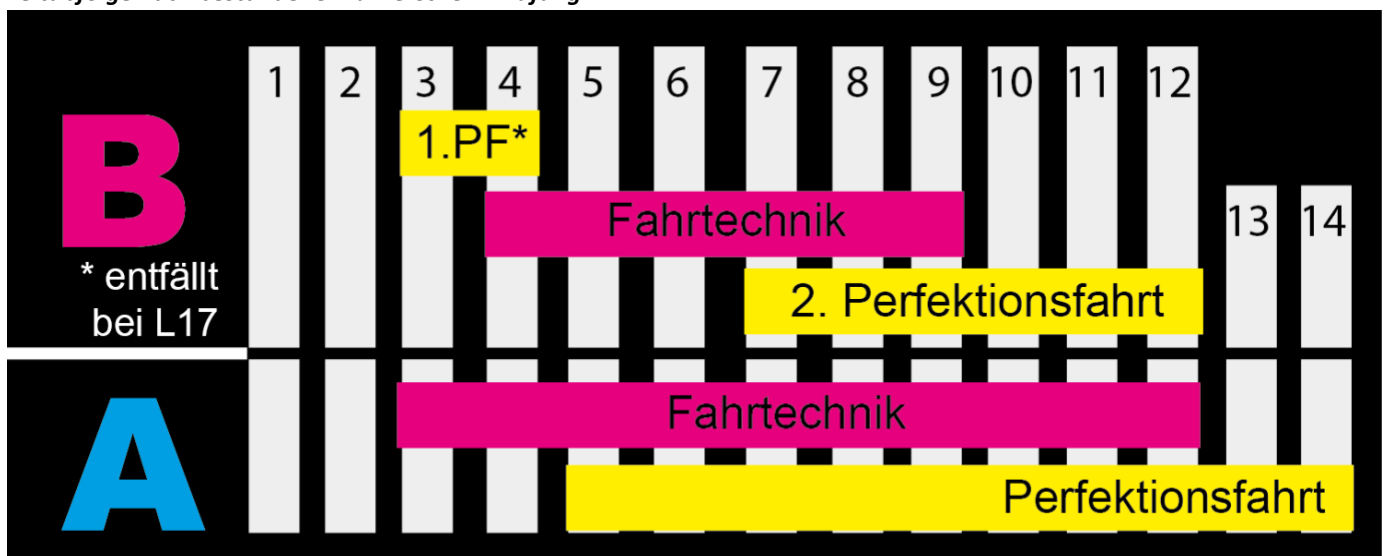 1 2 3 4 5 6 7 8 9 10 11 12
1.PF*
B
Fahrtechnik
13 14
* entfällt
bei L17
2. Perfektionsfahrt
A
Fahrtechnik
Perfektionsfahrt